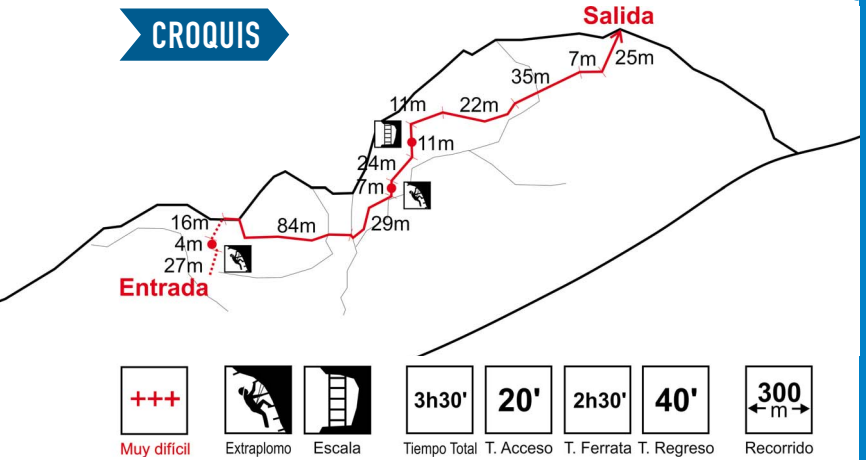 CROQUIS
Salida
7m
25m
35m
11m
22m
11m
24m
7m
16m
84m
29m
4m
27m
Entrada
+++
3h30'
20'
2h30'
40'
300
m
Muy difícil
Extraplomo
Escala
Tiempo Total
T. Acceso
T. Ferrata
T. Regreso
Recorrido